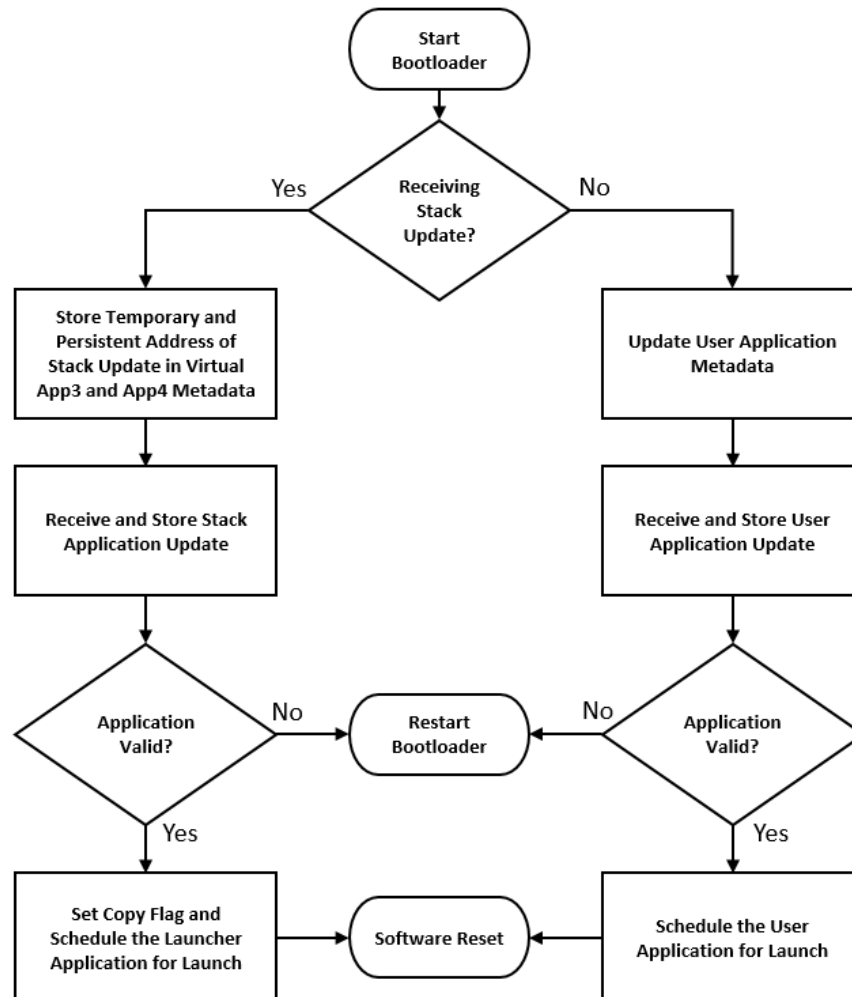 Start
Bootloader
Receiving
Stack
Update?
Yes
No
Store Temporary and
Persistent Address of
Stack Update in Virtual
App3 and App4 Metadata
Update User Application
Metadata
Receive and Store Stack
Application Update
Receive and Store User
Application Update
Application
Valid?
No
Restart
Bootloader
No
Application
Valid?
Yes
Yes
Set Copy Flag and
Schedule the Launcher
Application for Launch
Software Reset
Schedule the User
Application for Launch